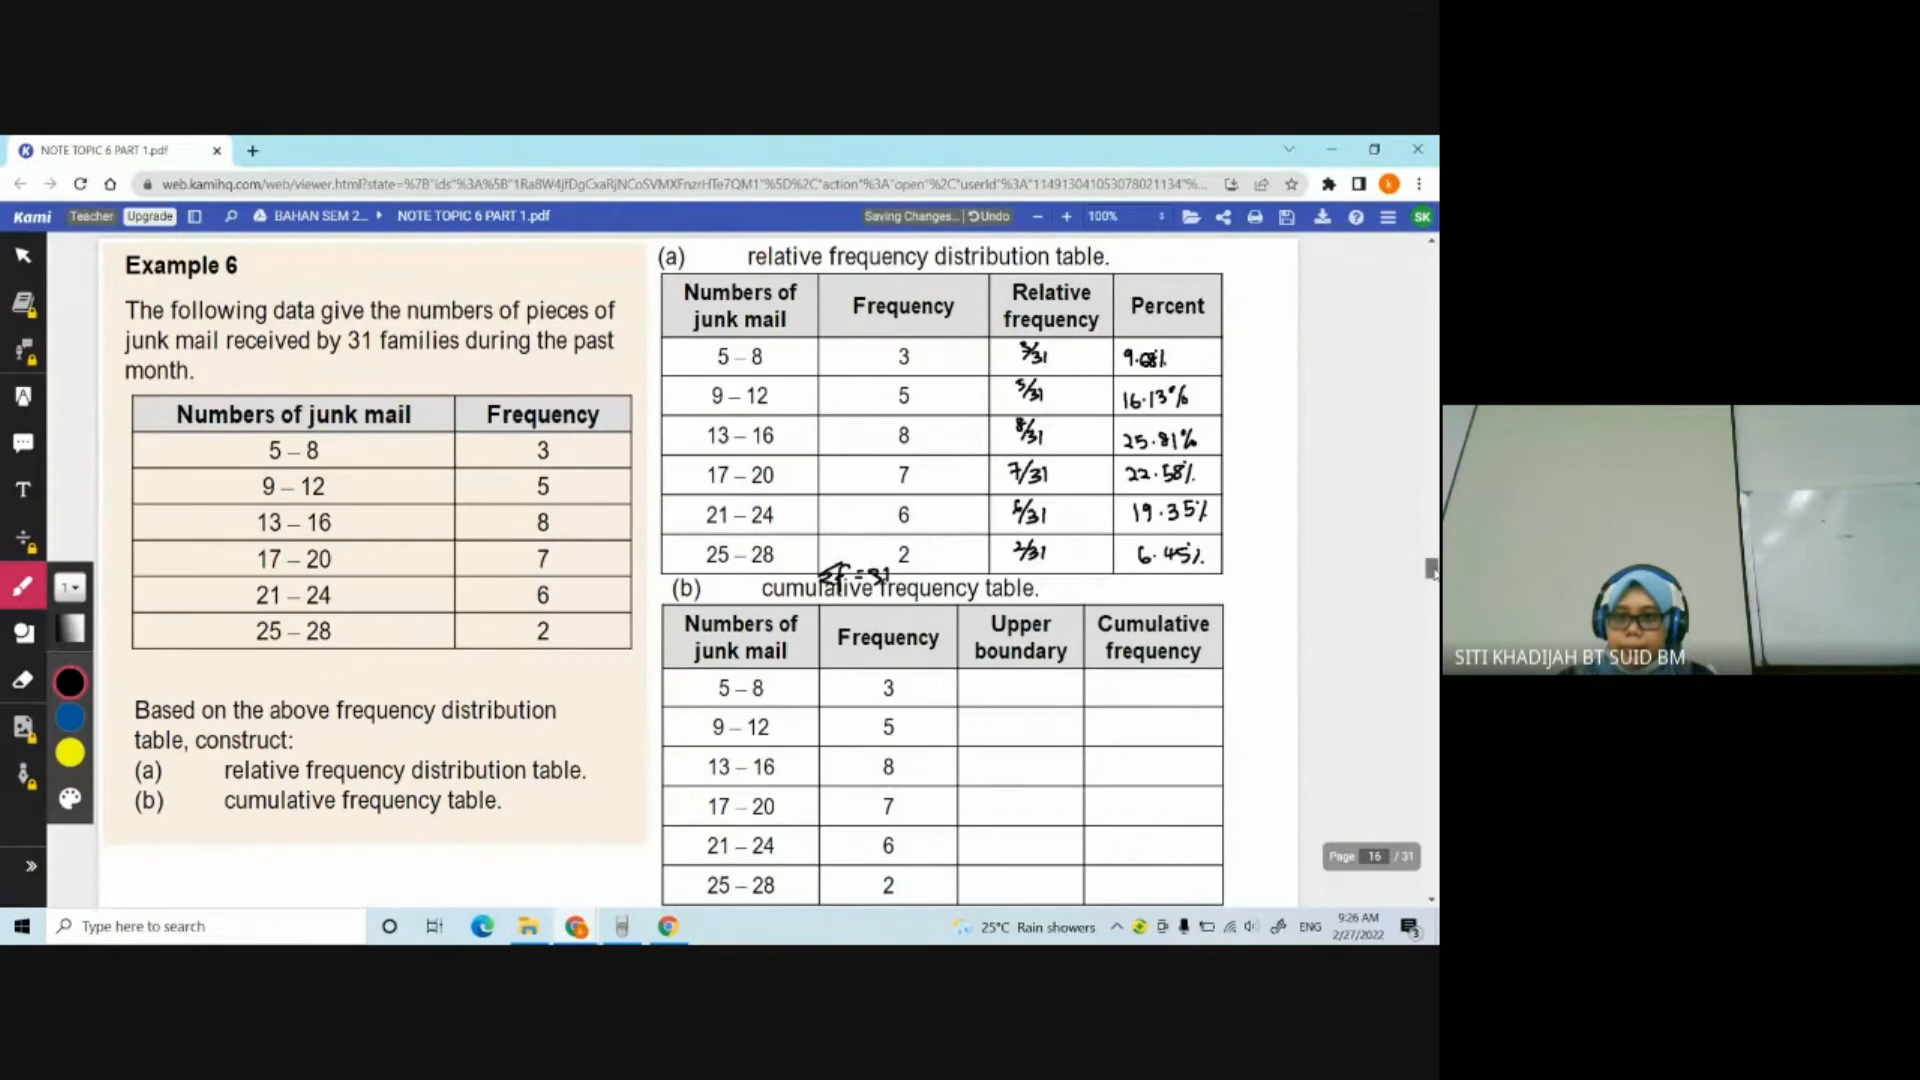 NOTE TOPIC 6 PART 1.pdf
web.kamihq.com/web/viewer.html?state=%7B"ids"%3A%5B"1Ra8W4jfDgCxaRjNCoSVMXFnzrHTe7QM1"%5D%2C"action"%3A"open"%2C"userId"%3A"114913041053078021134"%...
k
Kami Teacher Upgrade BAHAN SEM 2... NOTE TOPIC 6 PART 1.pdf Saving Changes... Undo 100% SK
Example 6
The following data give the numbers of pieces of
junk mail received by 31 families during the past
month.
Numbers of junk mail Frequency
5 – 8 3
9 – 12 5
13 – 16 8
17 – 20 7
21 – 24 6
25 – 28 2
Based on the above frequency distribution
table, construct:
(a) relative frequency distribution table.
(b) cumulative frequency table.
(a) relative frequency distribution table.
Numbers of junk mail Frequency Relative frequency Percent
5 – 8 3 3/31 9.68%
9 – 12 5 5/31 16.13%
13 – 16 8 8/31 25.81%
17 – 20 7 7/31 22.58%
21 – 24 6 6/31 19.35%
25 – 28 2 2/31 6.45%
Σf = 31
(b) cumulative frequency table.
Numbers of junk mail Frequency Upper boundary Cumulative frequency
5 – 8 3
9 – 12 5
13 – 16 8
17 – 20 7
21 – 24 6
25 – 28 2
1
Page 16 / 31
SITI KHADIJAH BT SUID BM
Type here to search
25°C Rain showers ENG 9:26 AM
2/27/2022
3